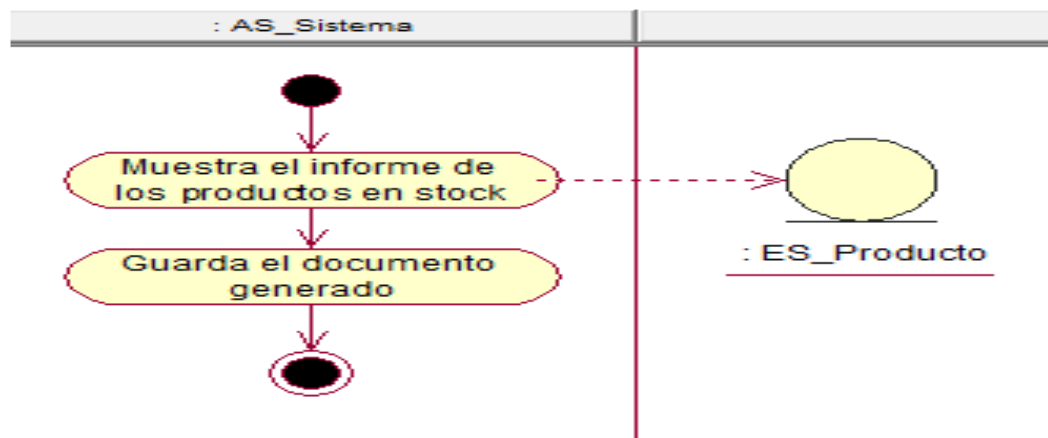 : AS_Sistema
Muestra el informe de
los productos en stock
: ES_Producto
Guarda el documento
generado